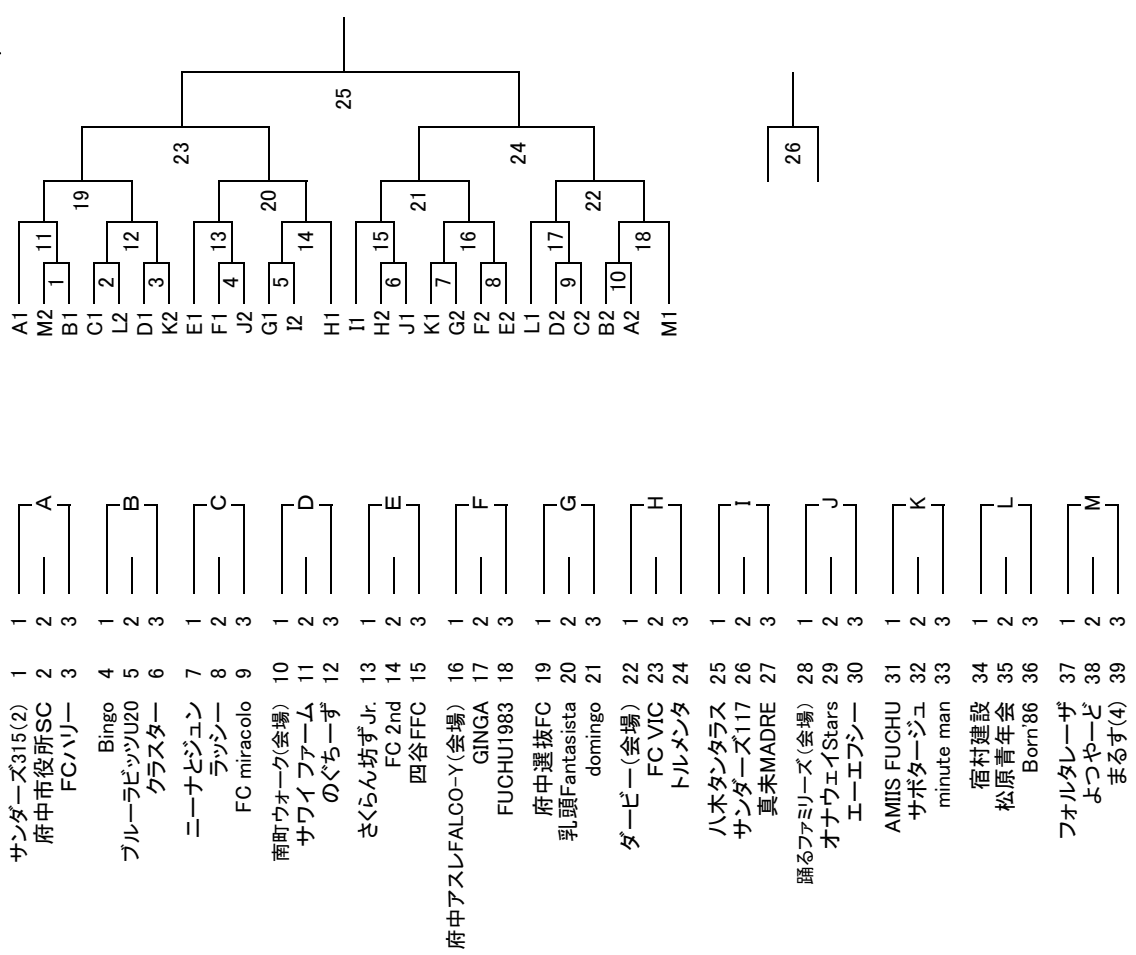 25
23
24
26
19
20
21
22
11
12
13
14
15
16
17
18
1
2
3
4
5
6
7
8
9
10
A1
M2
B1
C1
L2
D1
K2
E1
F1
J2
G1
I2
H1
I1
H2
J1
K1
G2
F2
E2
L1
D2
C2
B2
A2
M1
サンダーズ315(2) 1 1
府中市役所SC 2 2 A
FCハリー 3 3
Bingo 4 1
ブルーラビッツU20 5 2 B
クラスター 6 3
ニーナとジュン 7 1
ラッシー 8 2 C
FC miracolo 9 3
南町ウォーク(会場) 10 1
サワイファーム 11 2 D
のぐちーず 12 3
さくらん坊ずJr. 13 1
FC 2nd 14 2 E
四谷FFC 15 3
府中アスレFALCO-Y(会場) 16 1
GINGA 17 2 F
FUCHU1983 18 3
府中選抜FC 19 1
乳頭Fantasista 20 2 G
domingo 21 3
ダービー(会場) 22 1
FC VIC 23 2 H
トルメンタ 24 3
八木タンタラス 25 1
サンダーズ117 26 2 I
真未MADRE 27 3
踊るファミリーズ(会場) 28 1
オナウェイStars 29 2 J
エーエフシー 30 3
AMIIS FUCHU 31 1
サボタージュ 32 2 K
minute man 33 3
宿村建設 34 1
松原青年会 35 2 L
Born'86 36 3
フォルタレーザ 37 1
よつやーど 38 2 M
まるす(4) 39 3